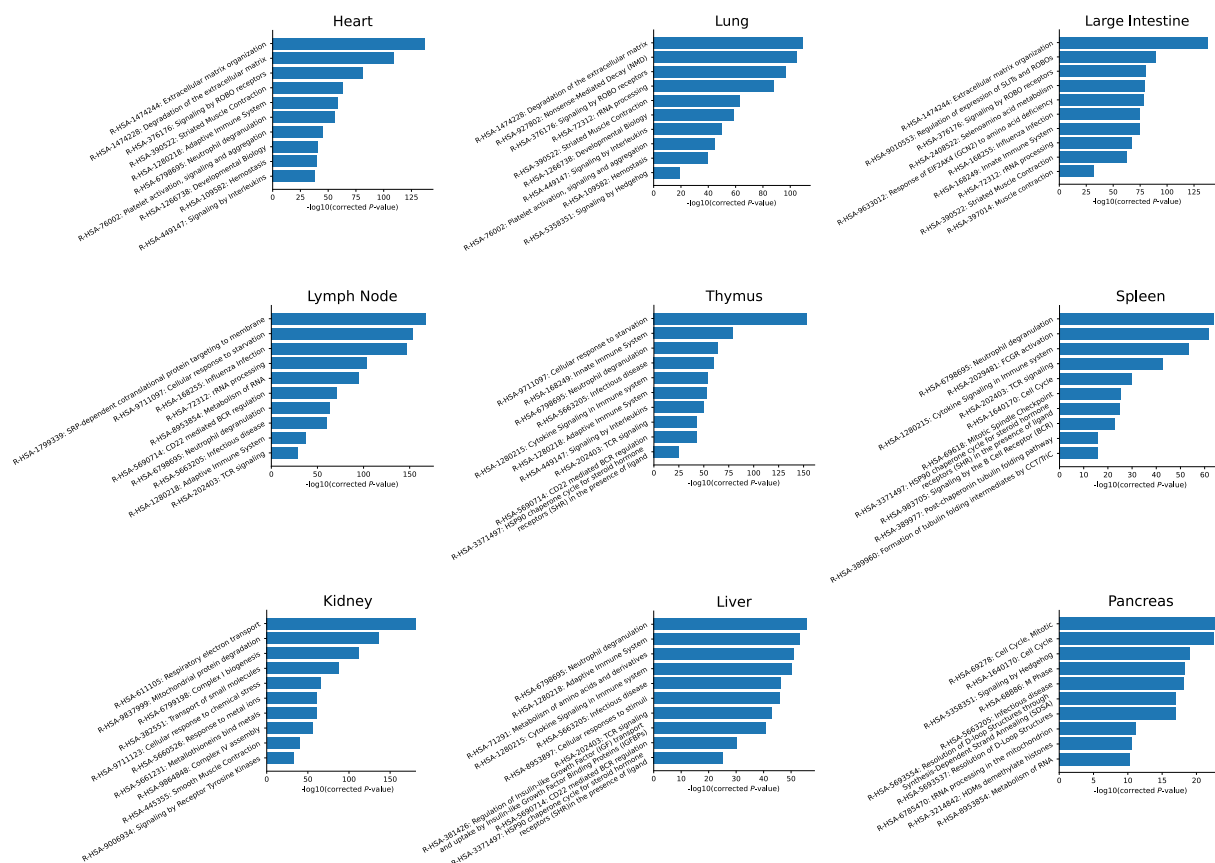 Heart
R-HSA-1474244: Extracellular matrix organization
R-HSA-1474228: Degradation of the extracellular matrix
R-HSA-376176: Signaling by ROBO receptors
R-HSA-390522: Striated Muscle Contraction
R-HSA-1280218: Adaptive Immune System
R-HSA-6798695: Neutrophil degranulation
R-HSA-76002: Platelet activation, signaling and aggregation
R-HSA-1266738: Developmental Biology
R-HSA-109582: Hemostasis
R-HSA-449147: Signaling by Interleukins
0 25 50 75 100 125
-log10(corrected P-value)
Lung
R-HSA-1474228: Degradation of the extracellular matrix
R-HSA-927802: Nonsense-Mediated Decay (NMD)
R-HSA-376176: Signaling by ROBO receptors
R-HSA-72312: rRNA processing
R-HSA-390522: Striated Muscle Contraction
R-HSA-1266738: Developmental Biology
R-HSA-449147: Signaling by Interleukins
R-HSA-76002: Platelet activation, signaling and aggregation
R-HSA-109582: Hemostasis
R-HSA-5358351: Signaling by Hedgehog
0 20 40 60 80 100
-log10(corrected P-value)
Large Intestine
R-HSA-1474244: Extracellular matrix organization
R-HSA-9010553: Regulation of expression of SLITs and ROBOs
R-HSA-376176: Signaling by ROBO receptors
R-HSA-2408522: Selenoamino acid metabolism
R-HSA-9633012: Response of EIF2AK4 (GCN2) to amino acid deficiency
R-HSA-168255: Influenza Infection
R-HSA-168249: Innate Immune System
R-HSA-72312: rRNA processing
R-HSA-390522: Striated Muscle Contraction
R-HSA-397014: Muscle contraction
0 25 50 75 100 125
-log10(corrected P-value)
Lymph Node
R-HSA-1799339: SRP-dependent cotranslational protein targeting to membrane
R-HSA-9711097: Cellular response to starvation
R-HSA-168255: Influenza Infection
R-HSA-72312: rRNA processing
R-HSA-8953854: Metabolism of RNA
R-HSA-5690714: CD22 mediated BCR regulation
R-HSA-6798695: Neutrophil degranulation
R-HSA-5663205: Infectious disease
R-HSA-1280218: Adaptive Immune System
R-HSA-202403: TCR signaling
0 50 100 150
-log10(corrected P-value)
Thymus
R-HSA-9711097: Cellular response to starvation
R-HSA-168249: Innate Immune System
R-HSA-6798695: Neutrophil degranulation
R-HSA-5663205: Infectious disease
R-HSA-1280215: Cytokine Signaling in Immune system
R-HSA-1280218: Adaptive Immune System
R-HSA-449147: Signaling by Interleukins
R-HSA-202403: TCR signaling
R-HSA-5690714: CD22 mediated BCR regulation
R-HSA-3371497: HSP90 chaperone cycle for steroid hormone
receptors (SHR) in the presence of ligand
0 25 50 75 100 125 150
-log10(corrected P-value)
Spleen
R-HSA-6798695: Neutrophil degranulation
R-HSA-2029481: FCGR activation
R-HSA-1280215: Cytokine Signaling in Immune system
R-HSA-202403: TCR signaling
R-HSA-1640170: Cell Cycle
R-HSA-69618: Mitotic Spindle Checkpoint
R-HSA-3371497: HSP90 chaperone cycle for steroid hormone
receptors (SHR) in the presence of ligand
R-HSA-983705: Signaling by the B Cell Receptor (BCR)
R-HSA-389977: Post-chaperonin tubulin folding pathway
R-HSA-389960: Formation of tubulin folding intermediates by CCT/TriC
0 10 20 30 40 50 60
-log10(corrected P-value)
Kidney
R-HSA-611105: Respiratory electron transport
R-HSA-9837999: Mitochondrial protein degradation
R-HSA-6799198: Complex I biogenesis
R-HSA-382551: Transport of small molecules
R-HSA-9711123: Cellular response to chemical stress
R-HSA-5660526: Response to metal ions
R-HSA-5661231: Metallothioneins bind metals
R-HSA-9864848: Complex IV assembly
R-HSA-445355: Smooth Muscle Contraction
R-HSA-9006934: Signaling by Receptor Tyrosine Kinases
0 50 100 150
-log10(corrected P-value)
Liver
R-HSA-6798695: Neutrophil degranulation
R-HSA-1280218: Adaptive Immune System
R-HSA-71291: Metabolism of amino acids and derivatives
R-HSA-1280215: Cytokine Signaling in Immune system
R-HSA-5663205: Infectious disease
R-HSA-8953897: Cellular responses to stimuli
R-HSA-202403: TCR signaling
R-HSA-381426: Regulation of Insulin-like Growth Factor (IGF) transport
and uptake by Insulin-like Growth Factor Binding Proteins (IGFBPs)
R-HSA-5690714: CD22 mediated BCR regulation
R-HSA-3371497: HSP90 chaperone cycle for steroid hormone
receptors (SHR)in the presence of ligand
0 10 20 30 40 50
-log10(corrected P-value)
Pancreas
R-HSA-69278: Cell Cycle, Mitotic
R-HSA-1640170: Cell Cycle
R-HSA-5358351: Signaling by Hedgehog
R-HSA-68886: M Phase
R-HSA-5663205: Infectious disease
R-HSA-5693554: Resolution of D-loop Structures through
Synthesis-Dependent Strand Annealing (SDSA)
R-HSA-5693537: Resolution of D-Loop Structures
R-HSA-6785470: tRNA processing in the mitochondrion
R-HSA-3214842: HDMs demethylate histones
R-HSA-8953854: Metabolism of RNA
0 5 10 15 20
-log10(corrected P-value)